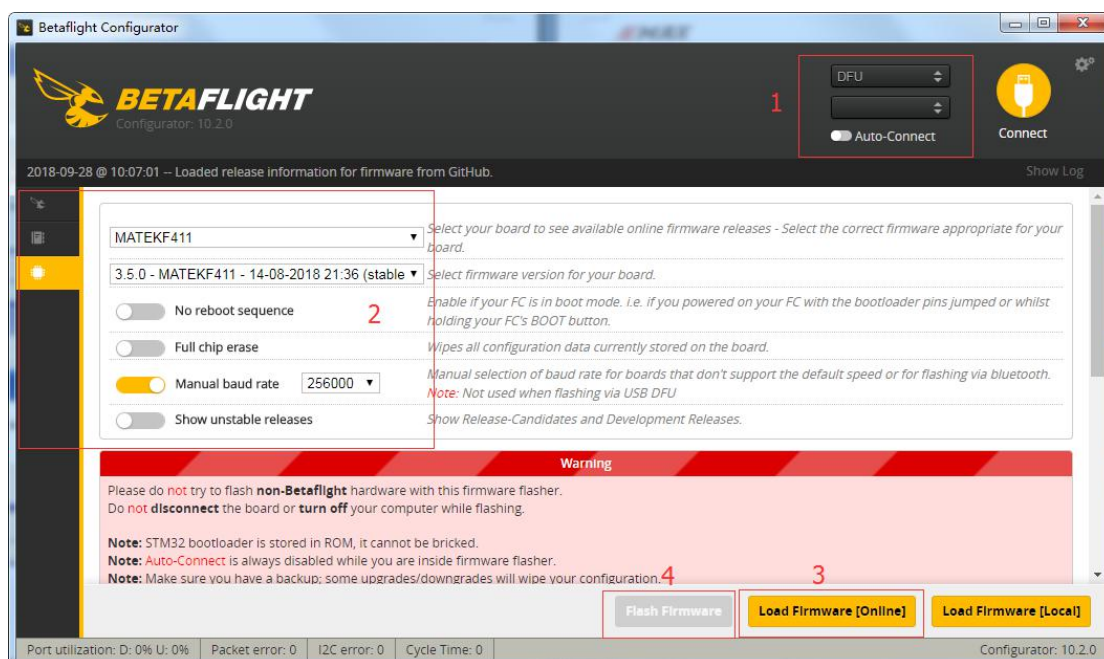 Betaflight Configurator
BETAFLIGHT
Configurator: 10.2.0
1
DFU
Auto-Connect
Connect
2018-09-28 @ 10:07:01 -- Loaded release information for firmware from GitHub.
Show Log
MATEKF411
Select your board to see available online firmware releases - Select the correct firmware appropriate for your
board.
3.5.0 - MATEKF411 - 14-08-2018 21:36 (stable
Select firmware version for your board.
No reboot sequence
2
Enable if your FC is in boot mode. i.e. if you powered on your FC with the bootloader pins jumped or whilst
holding your FC's BOOT button.
Full chip erase
Wipes all configuration data currently stored on the board.
Manual baud rate
256000
Manual selection of baud rate for boards that don't support the default speed or for flashing via bluetooth.
Note: Not used when flashing via USB DFU
Show unstable releases
Show Release-Candidates and Development Releases.
Warning
Please do not try to flash non-Betaflight hardware with this firmware flasher.
Do not disconnect the board or turn off your computer while flashing.
Note: STM32 bootloader is stored in ROM, it cannot be bricked.
Note: Auto-Connect is always disabled while you are inside firmware flasher.
Note: Make sure you have a backup; some upgrades/downgrades will wipe your configuration.
4
3
Flash Firmware
Load Firmware [Online]
Load Firmware [Local]
Port utilization: D: 0% U: 0%
Packet error: 0
I2C error: 0
Cycle Time: 0
Configurator: 10.2.0